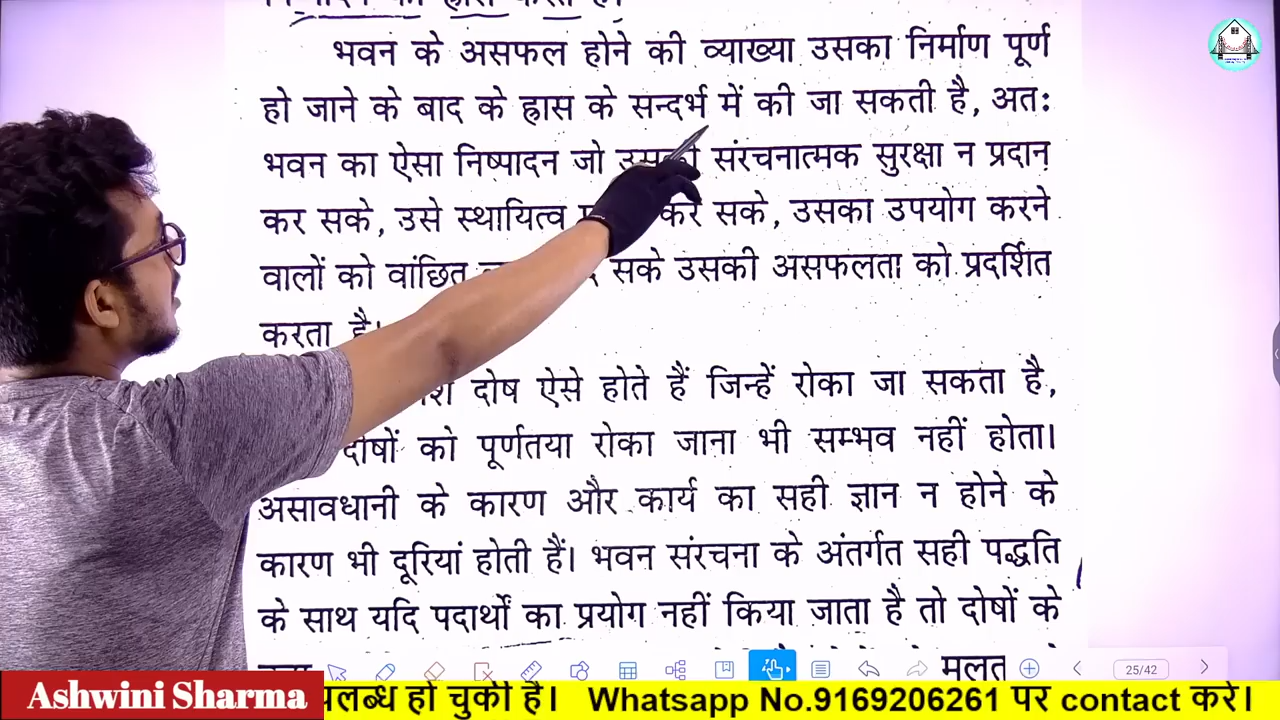 भवन के असफल होने की व्याख्या उसका निर्माण पूर्ण
हो जाने के बाद के ह्रास के सन्दर्भ में की जा सकती है, अतः
भवन का ऐसा निष्पादन जो उसको संरचनात्मक सुरक्षा न प्रदान
कर सके, उसे स्थायित्व कर सके, उसका उपयोग करने
वालों को वांछित सके उसकी असफलता को प्रदर्शित
करता है।
दोष ऐसे होते हैं जिन्हें रोका जा सकता है,
दोषों को पूर्णतया रोका जाना भी सम्भव नहीं होता।
असावधानी के कारण और कार्य का सही ज्ञान न होने के
कारण भी दूरियां होती हैं। भवन संरचना के अंतर्गत सही पद्धति
के साथ यदि पदार्थों का प्रयोग नहीं किया जाता है तो दोषों के
25/42
Ashwini Sharma
हो चुकी है। Whatsapp No.9169206261 पर contact करे।